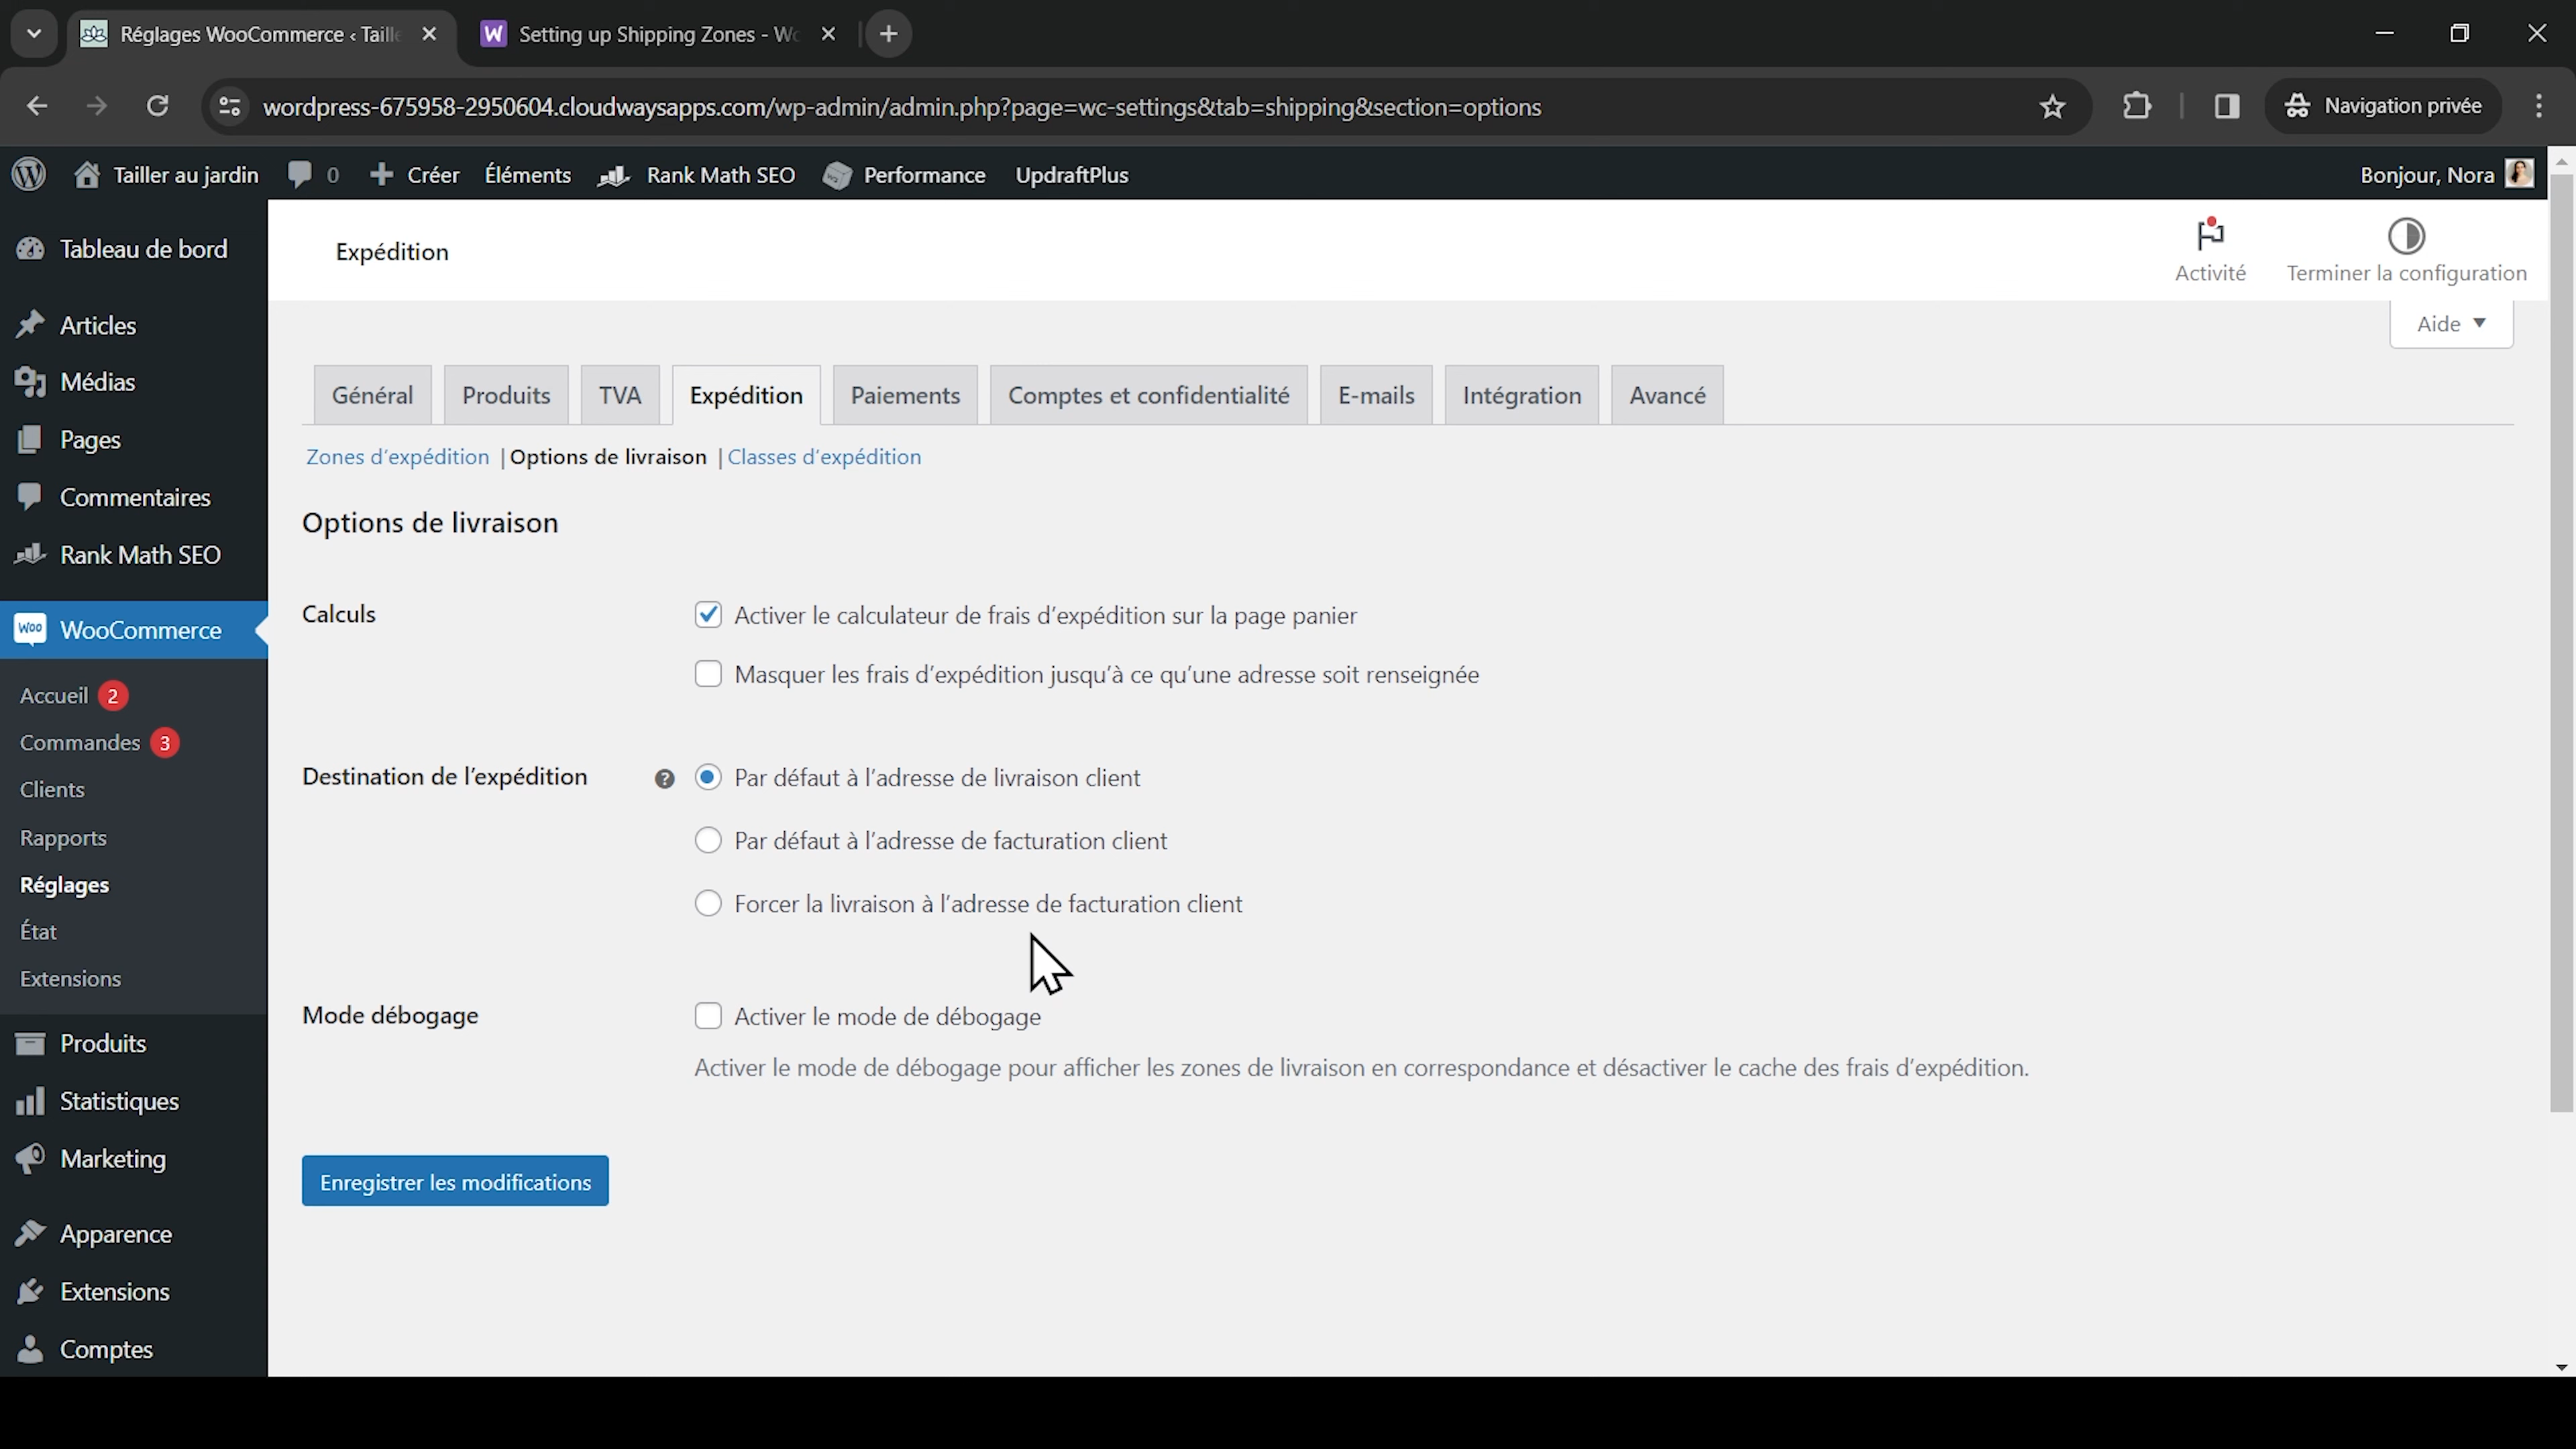 Réglages WooCommerce ‹ Taille
Setting up Shipping Zones - Wo
wordpress-675958-2950604.cloudwaysapps.com/wp-admin/admin.php?page=wc-settings&tab=shipping&section=options
Navigation privée
Tailler au jardin
0
Créer
Éléments
Rank Math SEO
Performance
UpdraftPlus
Bonjour, Nora
Tableau de bord
Articles
Médias
Pages
Commentaires
Rank Math SEO
WooCommerce
Accueil 2
Commandes 3
Clients
Rapports
Réglages
État
Extensions
Produits
Statistiques
Marketing
Apparence
Extensions
Comptes
Expédition
Activité
Terminer la configuration
Aide
Général
Produits
TVA
Expédition
Paiements
Comptes et confidentialité
E-mails
Intégration
Avancé
Zones d’expédition | Options de livraison | Classes d’expédition
Options de livraison
Calculs
Activer le calculateur de frais d’expédition sur la page panier
Masquer les frais d’expédition jusqu’à ce qu’une adresse soit renseignée
Destination de l’expédition
Par défaut à l’adresse de livraison client
Par défaut à l’adresse de facturation client
Forcer la livraison à l’adresse de facturation client
Mode débogage
Activer le mode de débogage
Activer le mode de débogage pour afficher les zones de livraison en correspondance et désactiver le cache des frais d’expédition.
Enregistrer les modifications